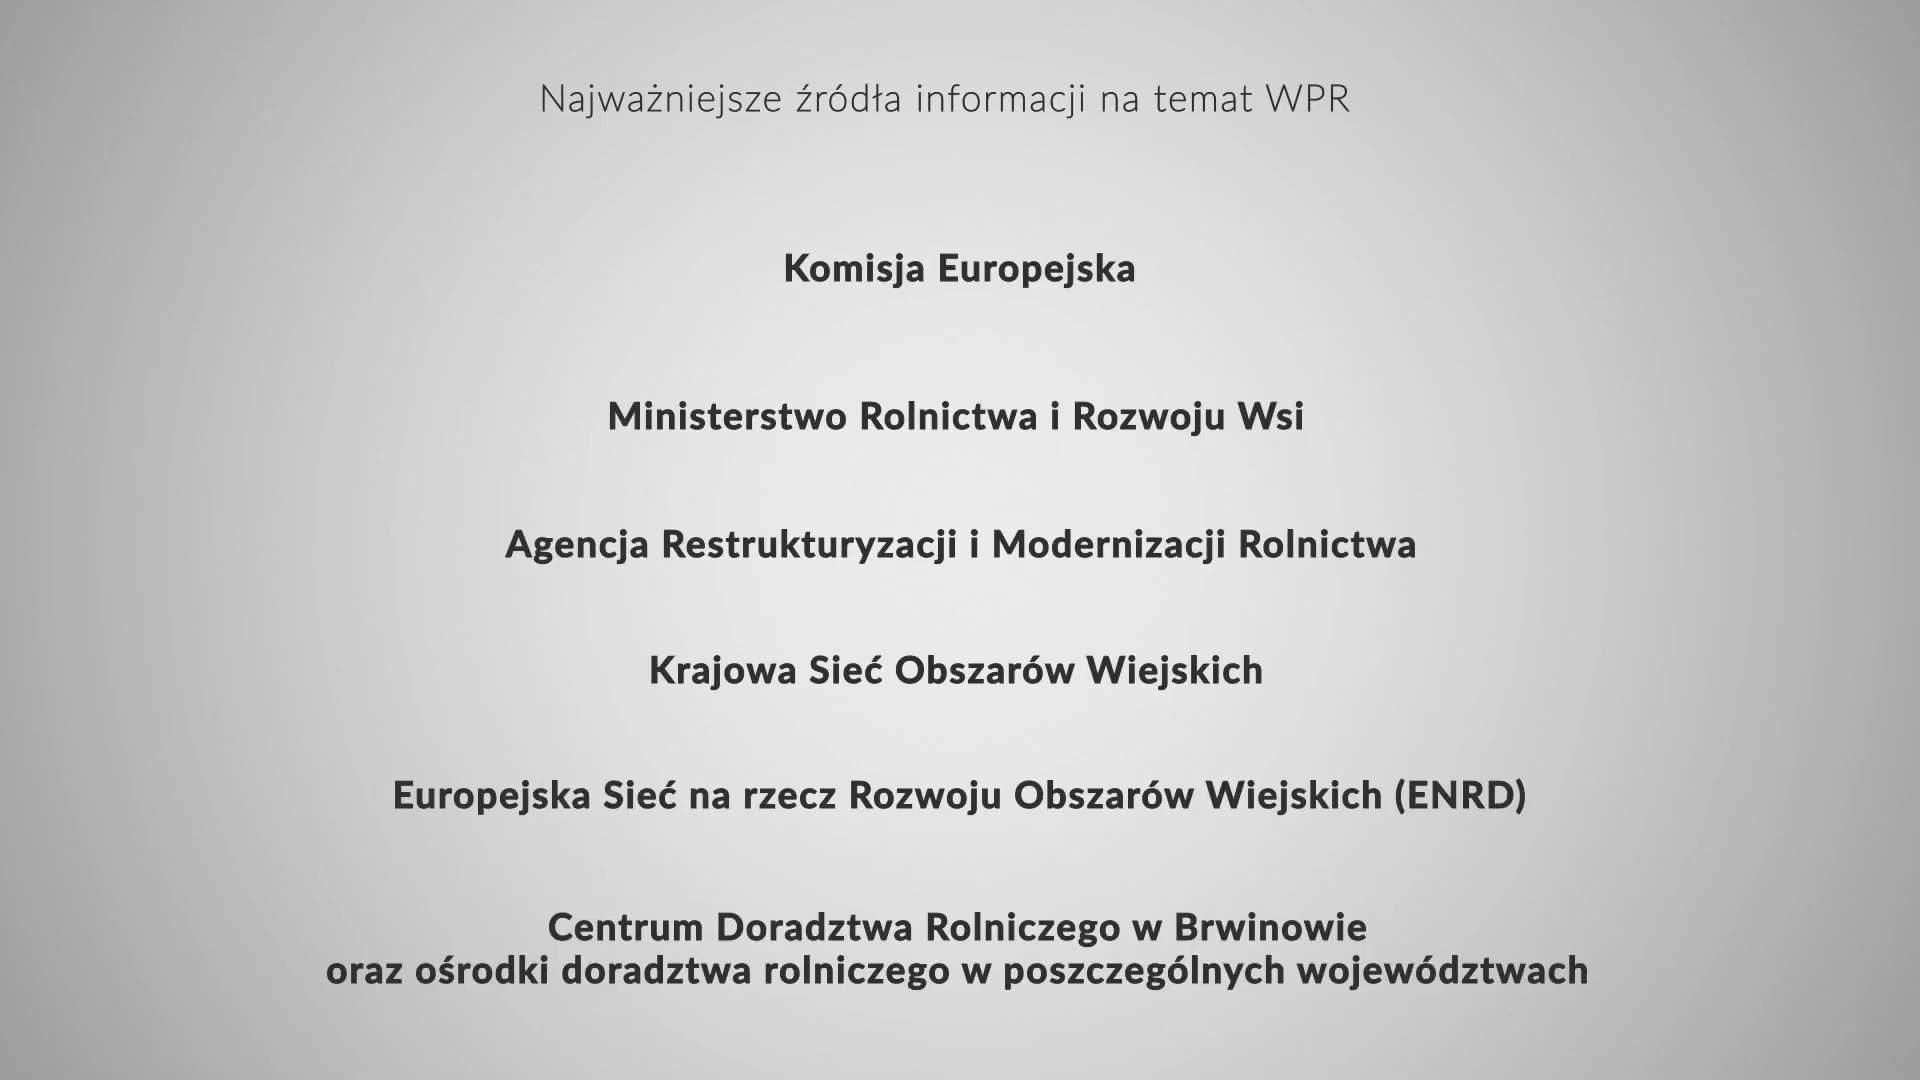 Najważniejsze źródła informacji na temat WPR
Komisja Europejska
Ministerstwo Rolnictwa i Rozwoju Wsi
Agencja Restrukturyzacji i Modernizacji Rolnictwa
Krajowa Sieć Obszarów Wiejskich
Europejska Sieć na rzecz Rozwoju Obszarów Wiejskich (ENRD)
Centrum Doradztwa Rolniczego w Brwinowie
oraz ośrodki doradztwa rolniczego w poszczególnych województwach